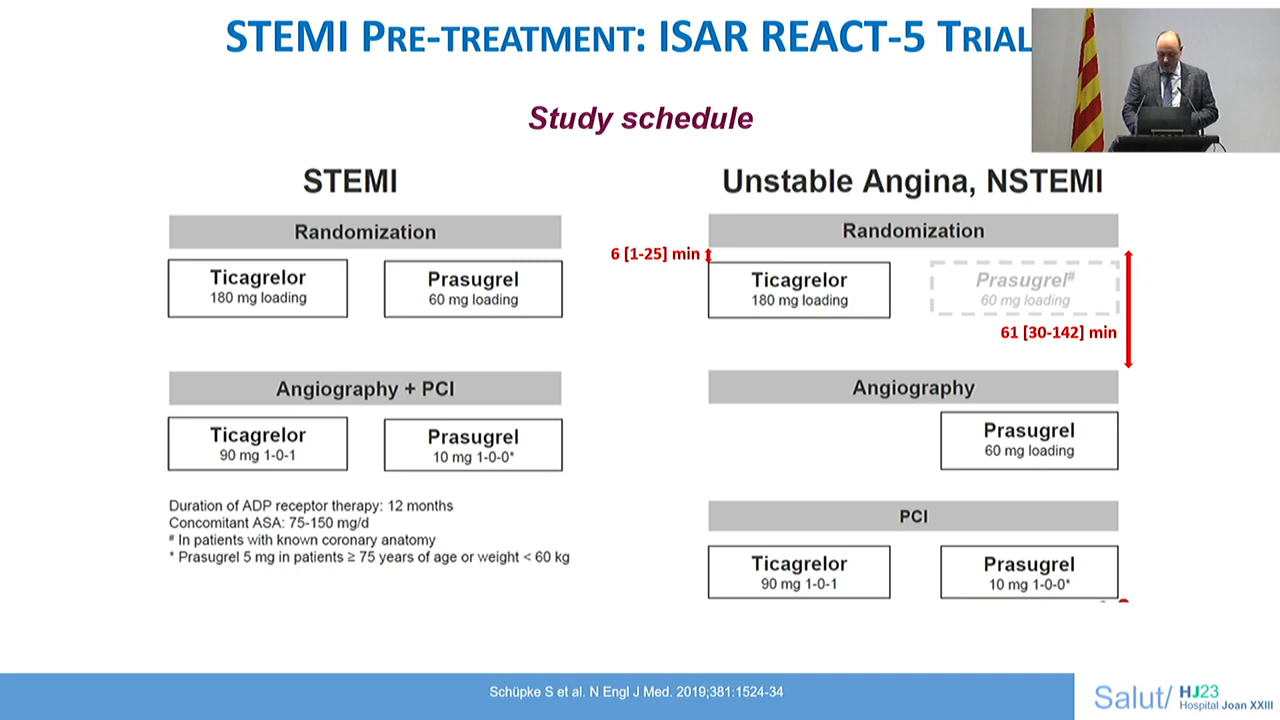 STEMI PRE-TREATMENT: ISAR REACT-5 TRIAL
Study schedule
STEMI
Randomization
Ticagrelor
180 mg loading
Prasugrel
60 mg loading
Angiography + PCI
Ticagrelor
90 mg 1-0-1
Prasugrel
10 mg 1-0-0*
Duration of ADP receptor therapy: 12 months
Concomitant ASA: 75-150 mg/d
# In patients with known coronary anatomy
* Prasugrel 5 mg in patients ≥ 75 years of age or weight < 60 kg
Unstable Angina, NSTEMI
Randomization
6 [1-25] min
Ticagrelor
180 mg loading
Prasugrel#
60 mg loading
61 [30-142] min
Angiography
Prasugrel
60 mg loading
PCI
Ticagrelor
90 mg 1-0-1
Prasugrel
10 mg 1-0-0*
Schüpke S et al. N Engl J Med. 2019;381:1524-34
Salut/ HJ23
Hospital Joan XXIII